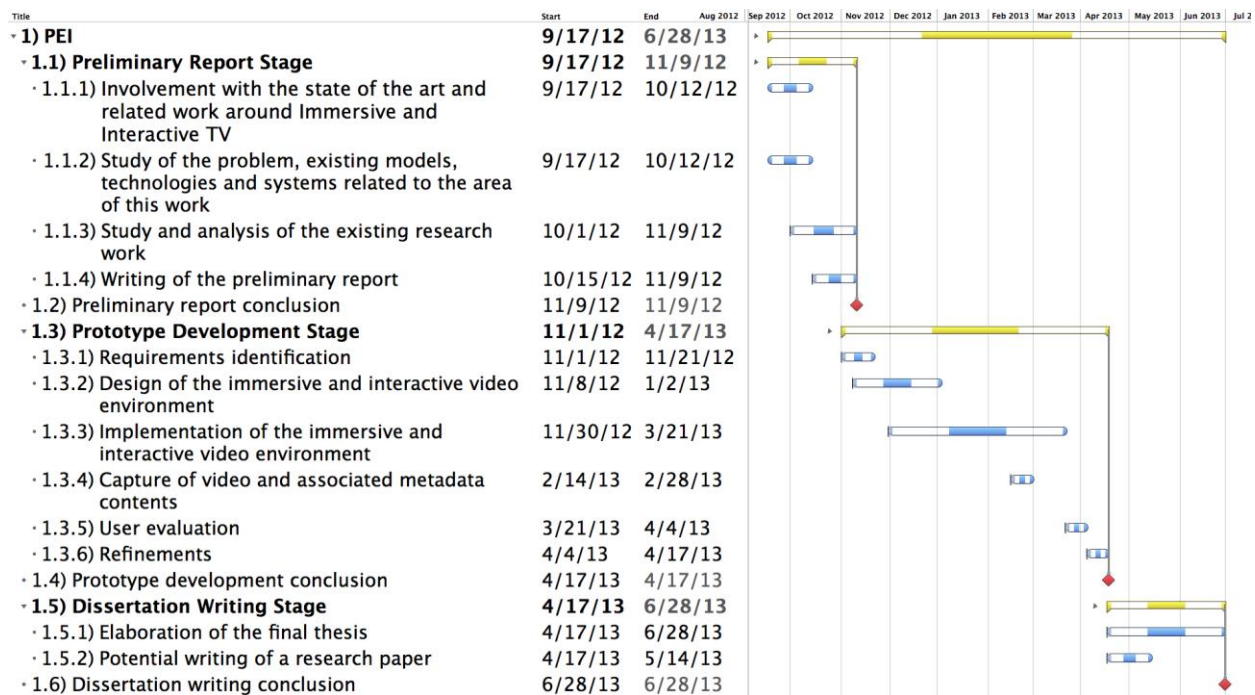 Title Start End Aug 2012 Sep 2012 Oct 2012 Nov 2012 Dec 2012 Jan 2013 Feb 2013 Mar 2013 Apr 2013 May 2013 Jun 2013 Jul 2
1) PEI 9/17/12 6/28/13
1.1) Preliminary Report Stage 9/17/12 11/9/12
1.1.1) Involvement with the state of the art and 9/17/12 10/12/12
related work around Immersive and
Interactive TV
1.1.2) Study of the problem, existing models, 9/17/12 10/12/12
technologies and systems related to the area
of this work
1.1.3) Study and analysis of the existing research 10/1/12 11/9/12
work
1.1.4) Writing of the preliminary report 10/15/12 11/9/12
1.2) Preliminary report conclusion 11/9/12 11/9/12
1.3) Prototype Development Stage 11/1/12 4/17/13
1.3.1) Requirements identification 11/1/12 11/21/12
1.3.2) Design of the immersive and interactive video 11/8/12 1/2/13
environment
1.3.3) Implementation of the immersive and 11/30/12 3/21/13
interactive video environment
1.3.4) Capture of video and associated metadata 2/14/13 2/28/13
contents
1.3.5) User evaluation 3/21/13 4/4/13
1.3.6) Refinements 4/4/13 4/17/13
1.4) Prototype development conclusion 4/17/13 4/17/13
1.5) Dissertation Writing Stage 4/17/13 6/28/13
1.5.1) Elaboration of the final thesis 4/17/13 6/28/13
1.5.2) Potential writing of a research paper 4/17/13 5/14/13
1.6) Dissertation writing conclusion 6/28/13 6/28/13